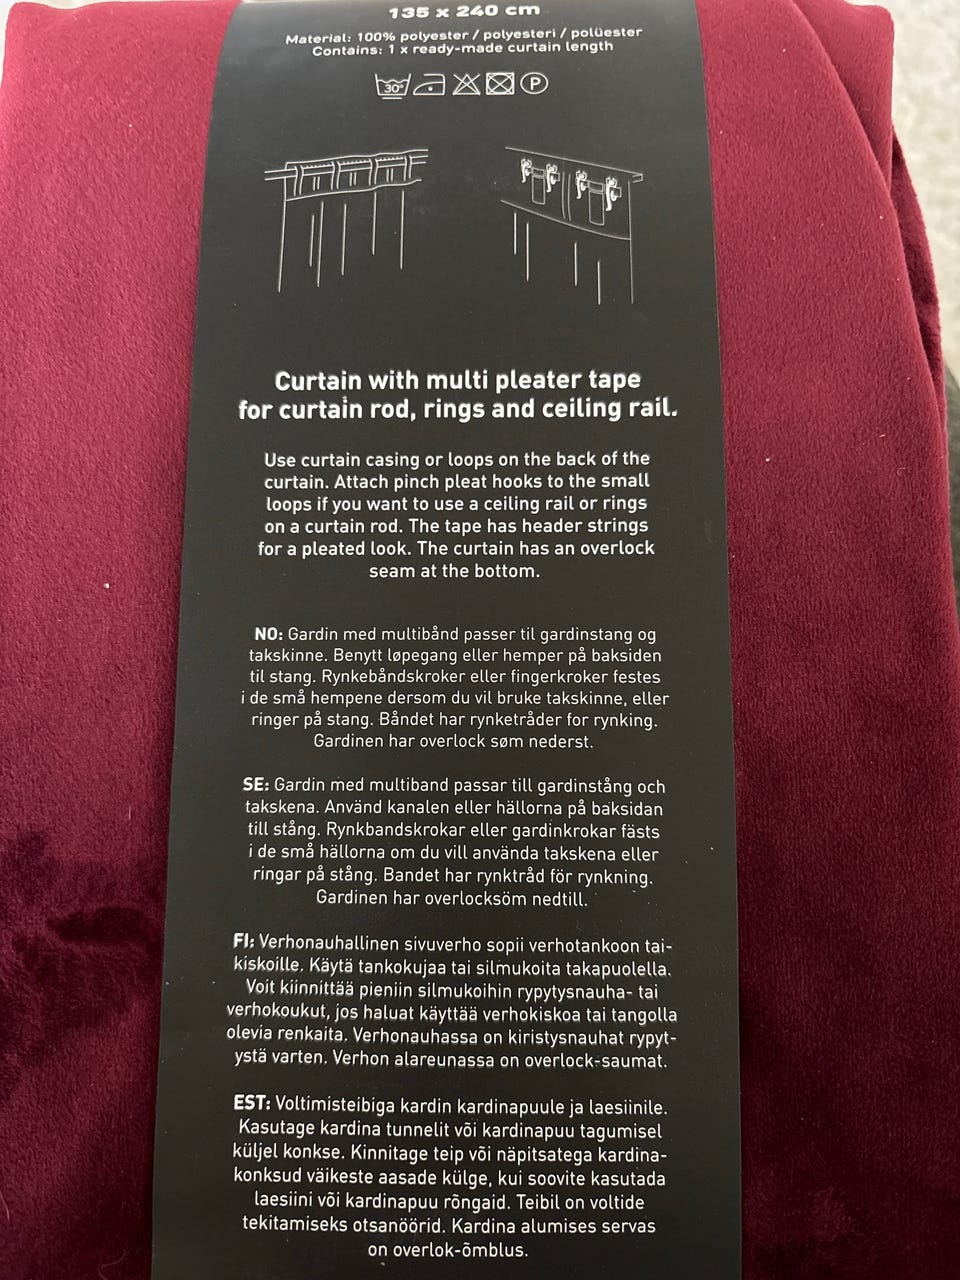 135 x 240 cm
Material: 100% polyester / polyesteri / polüester
Contains: 1 x ready-made curtain length
30°
P
Curtain with multi pleater tape
for curtain rod, rings and ceiling rail.
Use curtain casing or loops on the back of the
curtain. Attach pinch pleat hooks to the small
loops if you want to use a ceiling rail or rings
on a curtain rod. The tape has header strings
for a pleated look. The curtain has an overlock
seam at the bottom.
NO: Gardin med multibånd passer til gardinstang og
takskinne. Benytt løpegang eller hemper på baksiden
til stang. Rynkebåndskroker eller fingerkroker festes
i de små hempene dersom du vil bruke takskinne, eller
ringer på stang. Båndet har rynketråder for rynking.
Gardinen har overlock søm nederst.
SE: Gardin med multiband passar till gardinstång och
takskena. Använd kanalen eller hällorna på baksidan
till stång. Rynkbandskrokar eller gardinkrokar fästs
i de små hällorna om du vill använda takskena eller
ringar på stång. Bandet har rynktråd för rynkning.
Gardinen har overlocksöm nedtill.
FI: Verhonauhallinen sivuverho sopii verhotankoon tai-
kiskoille. Käytä tankokujaa tai silmukoita takapuolella.
Voit kiinnittää pieniin silmukoihin rypytysnauha- tai
verhokoukut, jos haluat käyttää verhokiskoa tai tangolla
olevia renkaita. Verhonauhassa on kiristysnauhat rypyt-
ystä varten. Verhon alareunassa on overlock-saumat.
EST: Voltimisteibiga kardin kardinapuule ja laesiinile.
Kasutage kardina tunnelit või kardinapuu tagumisel
küljel konkse. Kinnitage teip või näpitsatega kardina-
konksud väikeste aasade külge, kui soovite kasutada
laesiini või kardinapuu rõngaid. Teibil on voltide
tekitamiseks otsanöörid. Kardina alumises servas
on overlok-õmblus.